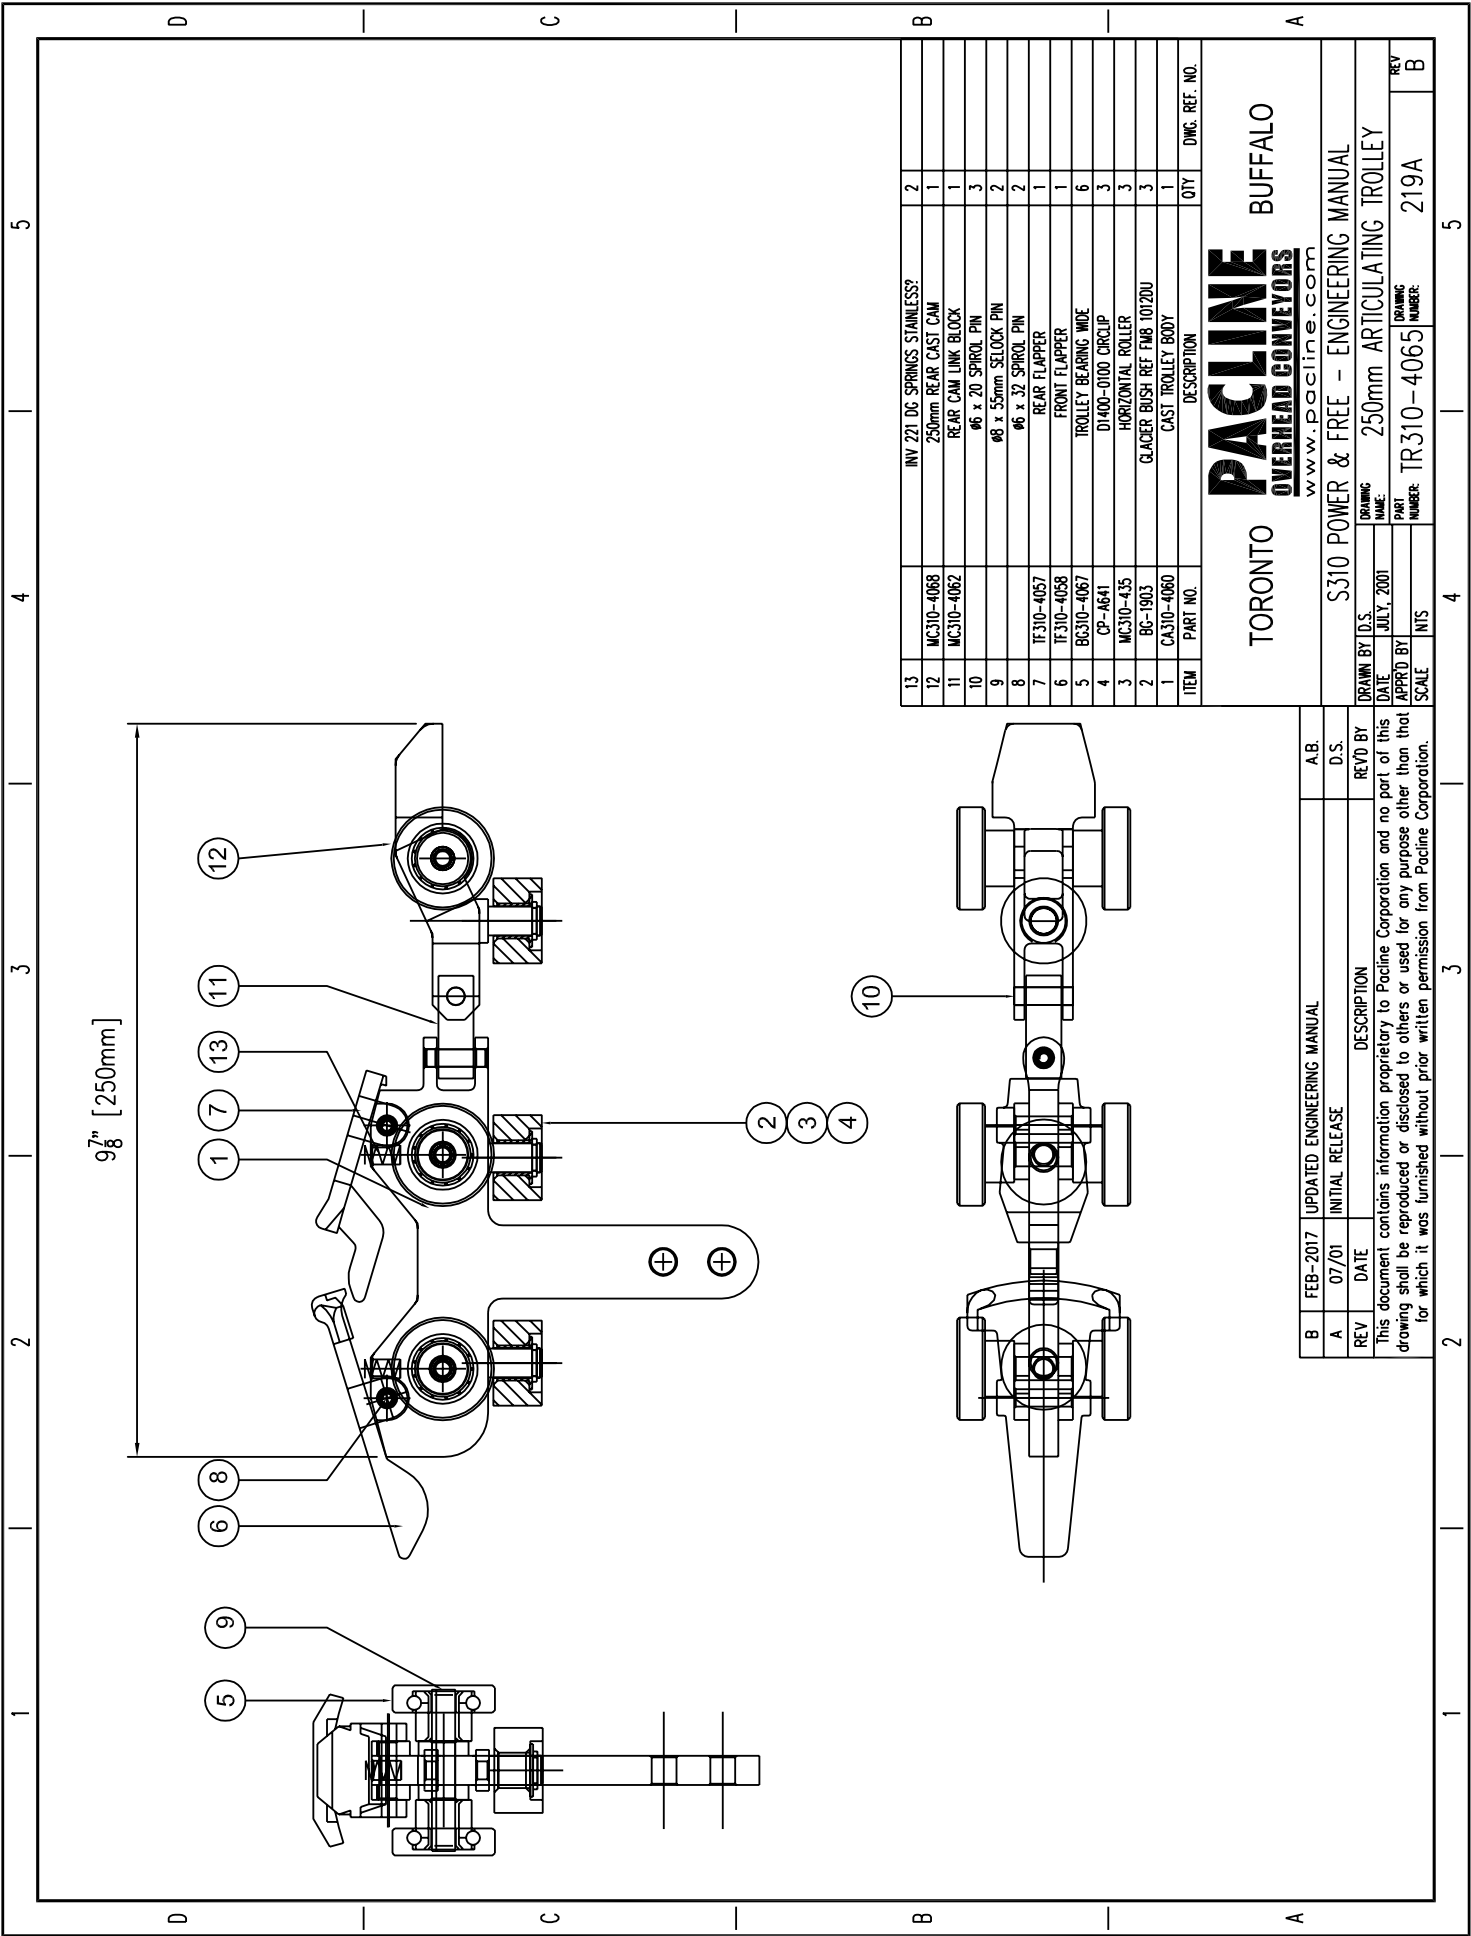 1 2 3 4 5
D
C
B
A
9 7/8" [250mm]
5
9
6
8
1
7
13
11
12
2 3 4
10
13 INV 221 DG SPRINGS STAINLESS? 2
12 MC310-4068 250mm REAR CAST CAM 1
11 MC310-4062 REAR CAM LINK BLOCK 1
10 ø6 x 20 SPIROL PIN 3
9 ø8 x 55mm SELOCK PIN 2
8 ø6 x 32 SPIROL PIN 2
7 TF310-4057 REAR FLAPPER 1
6 TF310-4058 FRONT FLAPPER 1
5 BG310-4067 TROLLEY BEARING WIDE 6
4 CP-A641 D1400-0100 CIRCLIP 3
3 MC310-435 HORIZONTAL ROLLER 3
2 BG-1903 GLACIER BUSH REF FMB 1012DU 3
1 CA310-4060 CAST TROLLEY BODY 1
ITEM PART NO. DESCRIPTION QTY DWG. REF. NO.
TORONTO PACLINE BUFFALO
OVERHEAD CONVEYORS
www.pacline.com
S310 POWER & FREE - ENGINEERING MANUAL
DRAWN BY D.S.
DATE JULY, 2001
APPR'D BY
SCALE NTS
DRAWING NAME: 250mm ARTICULATING TROLLEY
PART NUMBER: TR310-4065 DRAWING NUMBER: 219A REV B
B FEB-2017 UPDATED ENGINEERING MANUAL A.B.
A 07/01 INITIAL RELEASE D.S.
REV DATE DESCRIPTION REV'D BY
This document contains information proprietary to Pacline Corporation and no part of this
drawing shall be reproduced or disclosed to others or used for any purpose other than that
for which it was furnished without prior written permission from Pacline Corporation.
D
C
B
A
1 2 3 4 5